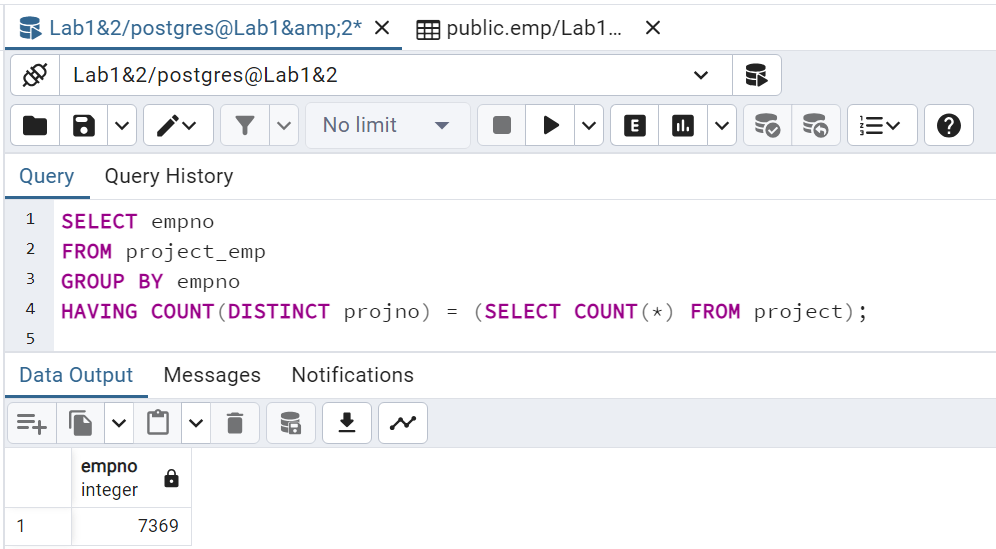 Lab1&2/postgres@Lab1&amp;2*
public.emp/Lab1...
Lab1&2/postgres@Lab1&2
No limit
E
Query Query History
1 SELECT empno
2 FROM project_emp
3 GROUP BY empno
4 HAVING COUNT(DISTINCT projno) = (SELECT COUNT(*) FROM project);
5
Data Output Messages Notifications
empno
integer
1 7369